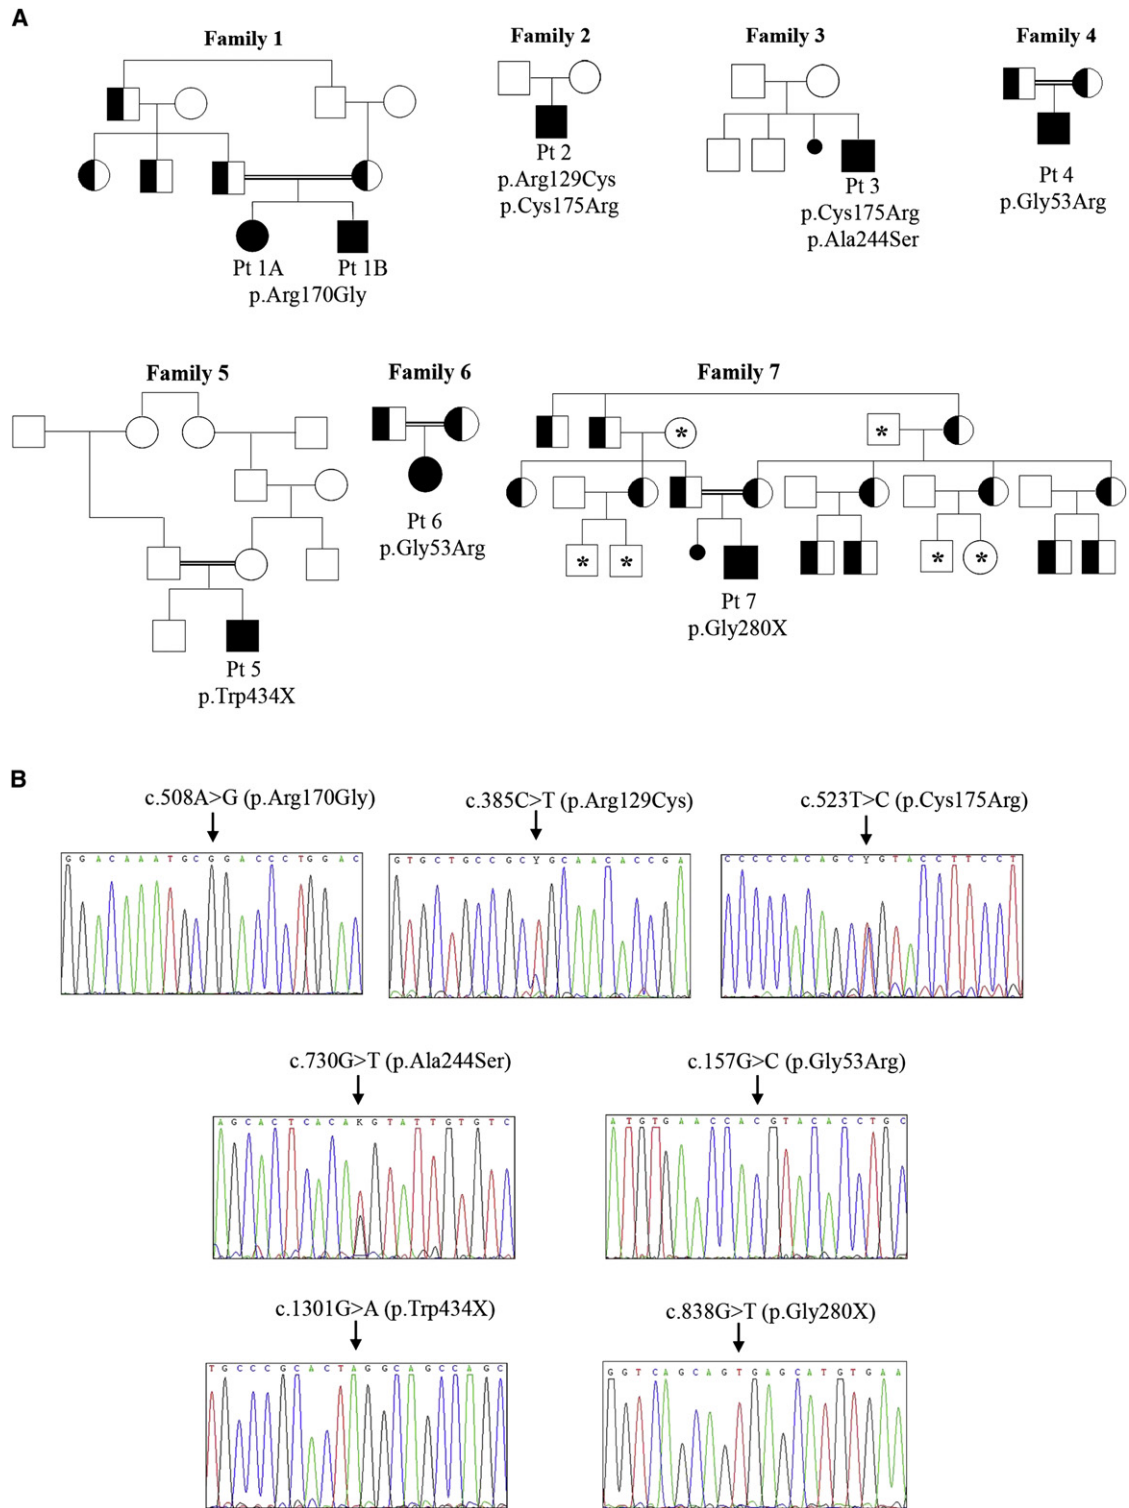 A
Family 1
Family 2
Family 3
Family 4
Pt 1A
Pt 1B
p.Arg170Gly
Pt 2
p.Arg129Cys
p.Cys175Arg
Pt 3
p.Cys175Arg
p.Ala244Ser
Pt 4
p.Gly53Arg
Family 5
Family 6
Family 7
Pt 5
p.Trp434X
Pt 6
p.Gly53Arg
* *
* * * *
Pt 7
p.Gly280X
B
c.508A>G (p.Arg170Gly)
c.385C>T (p.Arg129Cys)
c.523T>C (p.Cys175Arg)
G G A C A A A T G C G G A C C C T G G A C
G T G C T G C C G C Y G C A A C A C C G A
C C C C C A C A G C Y G T A C C T T C C T
c.730G>T (p.Ala244Ser)
c.157G>C (p.Gly53Arg)
A G C A C T C A C A K G T A T T G T G T C
A T G T G A A C C A C G T A C A C C T G C
c.1301G>A (p.Trp434X)
c.838G>T (p.Gly280X)
T G C C C G C A C T A G G C A G C C A G C
G G T C A G C A G T G A G C A T G T G A A